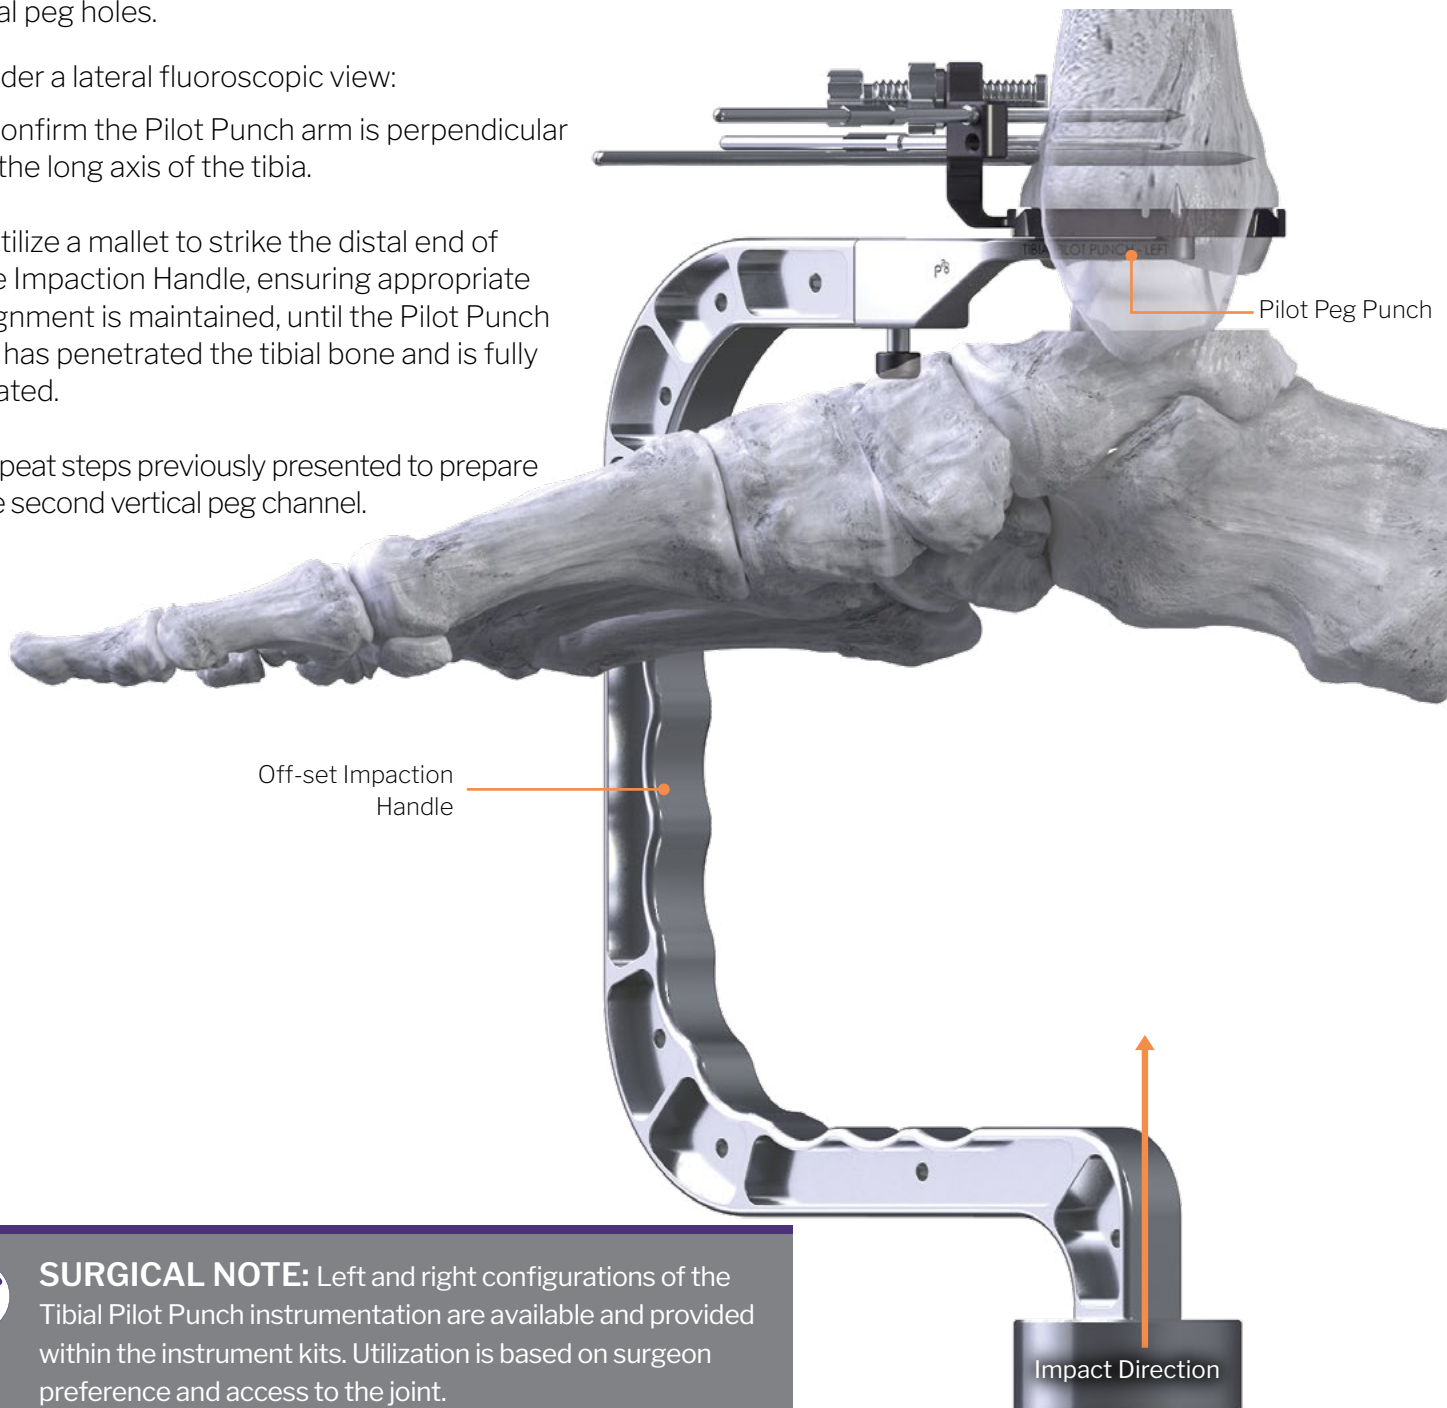 al peg holes.
der a lateral fluoroscopic view:
onfirm the Pilot Punch arm is perpendicular
the long axis of the tibia.
tilize a mallet to strike the distal end of
e Impaction Handle, ensuring appropriate
gnment is maintained, until the Pilot Punch
has penetrated the tibial bone and is fully
ated.
peat steps previously presented to prepare
e second vertical peg channel.
TIBIA PILOT PUNCH - LEFT
p28
Pilot Peg Punch
Off-set Impaction
Handle
SURGICAL NOTE: Left and right configurations of the
Tibial Pilot Punch instrumentation are available and provided
within the instrument kits. Utilization is based on surgeon
preference and access to the joint.
Impact Direction